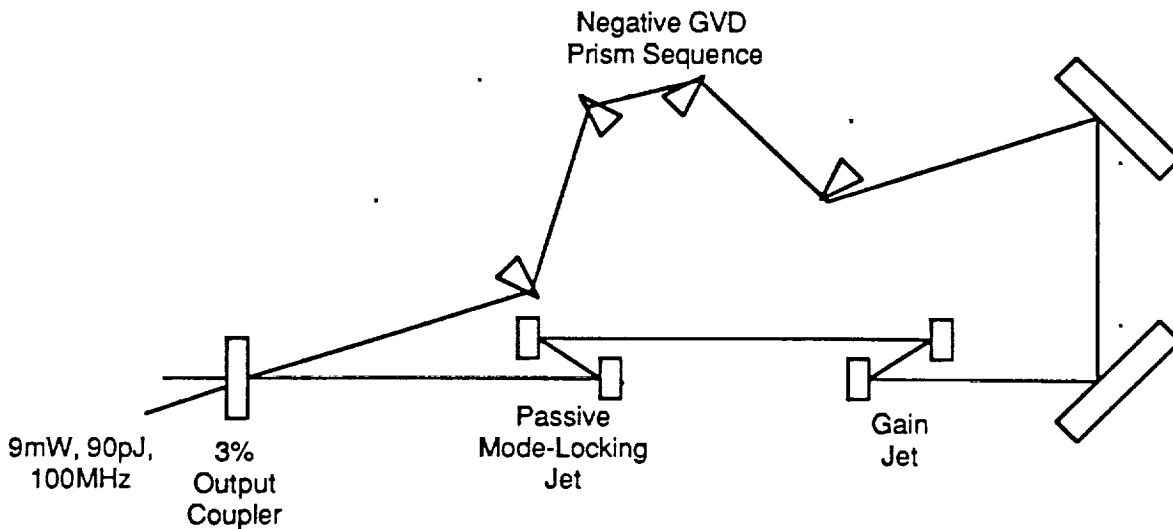 Negative GVD
Prism Sequence
9mW, 90pJ,
100MHz
3%
Output
Coupler
Passive
Mode-Locking
Jet
Gain
Jet